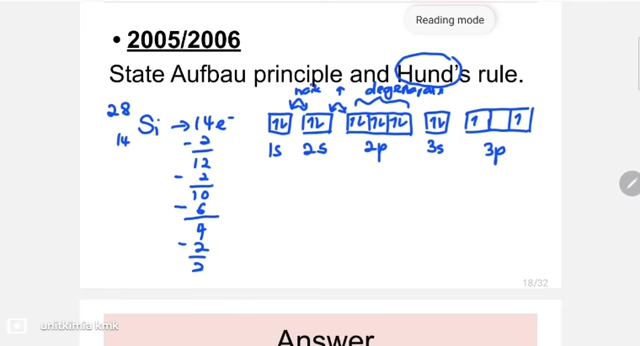 Reading mode
• 2005/2006
State Aufbau principle and Hund's rule.
degenerate
28
14 Si → 14e⁻
- 2
12
- 2
10
- 6
4
- 2
2
1s 2s 2p 3s 3p
18/32
unitkimia kmk
Answer